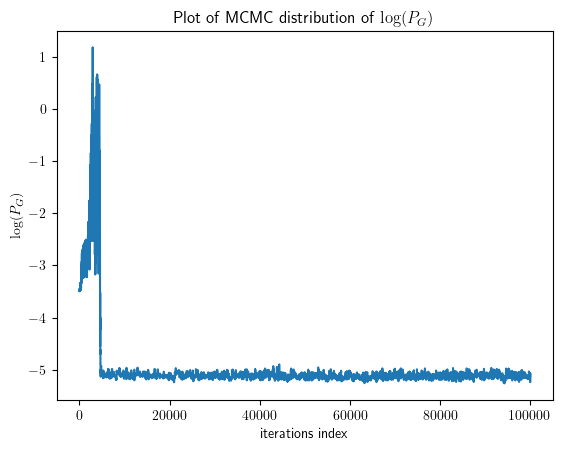 Plot of MCMC distribution of log(P_G)
log(P_G)
1
0
−1
−2
−3
−4
−5
0 20000 40000 60000 80000 100000
iterations index